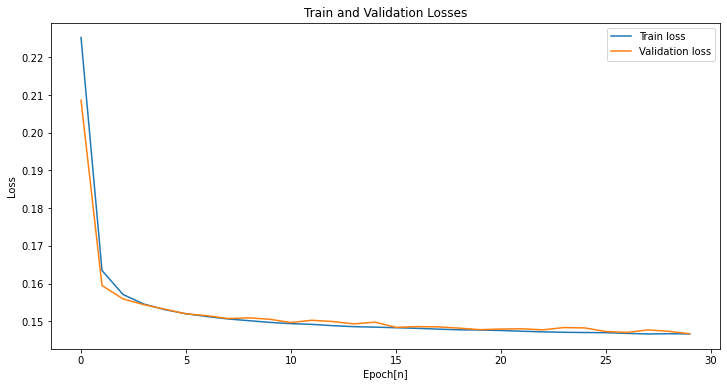 Train and Validation Losses
Train loss
Validation loss
0.22
0.21
0.20
0.19
0.18
0.17
0.16
0.15
Loss
0 5 10 15 20 25 30
Epoch[n]